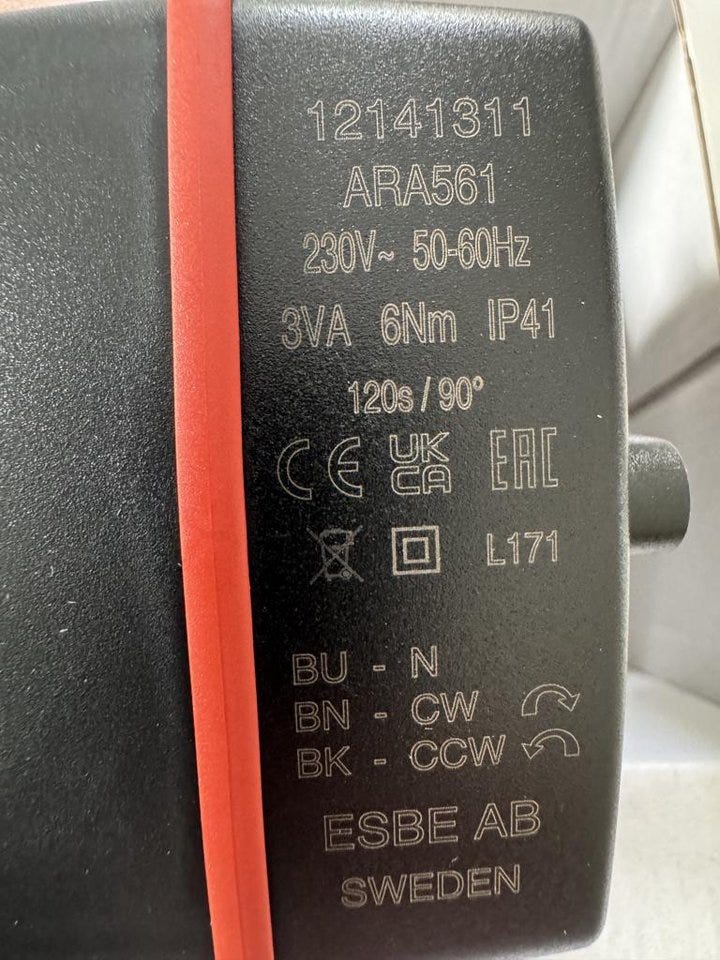 12141311
ARA561
230V~ 50-60Hz
3VA 6Nm IP41
120s / 90°
CE UK CA EAC
L171
BU - N
BN - CW
BK - CCW
ESBE AB
SWEDEN